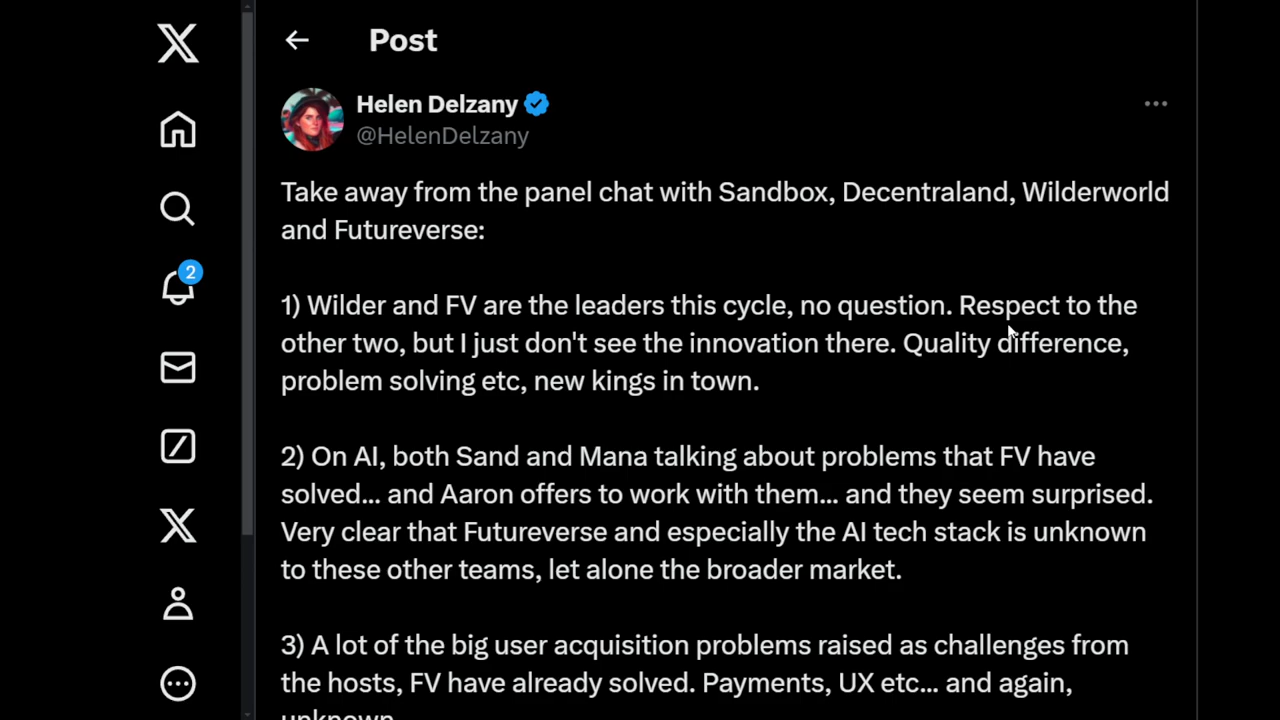 Post
Helen Delzany
@HelenDelzany
Take away from the panel chat with Sandbox, Decentraland, Wilderworld
and Futureverse:
1) Wilder and FV are the leaders this cycle, no question. Respect to the
other two, but I just don't see the innovation there. Quality difference,
problem solving etc, new kings in town.
2) On AI, both Sand and Mana talking about problems that FV have
solved... and Aaron offers to work with them... and they seem surprised.
Very clear that Futureverse and especially the AI tech stack is unknown
to these other teams, let alone the broader market.
3) A lot of the big user acquisition problems raised as challenges from
the hosts, FV have already solved. Payments, UX etc... and again,
unknown.
2